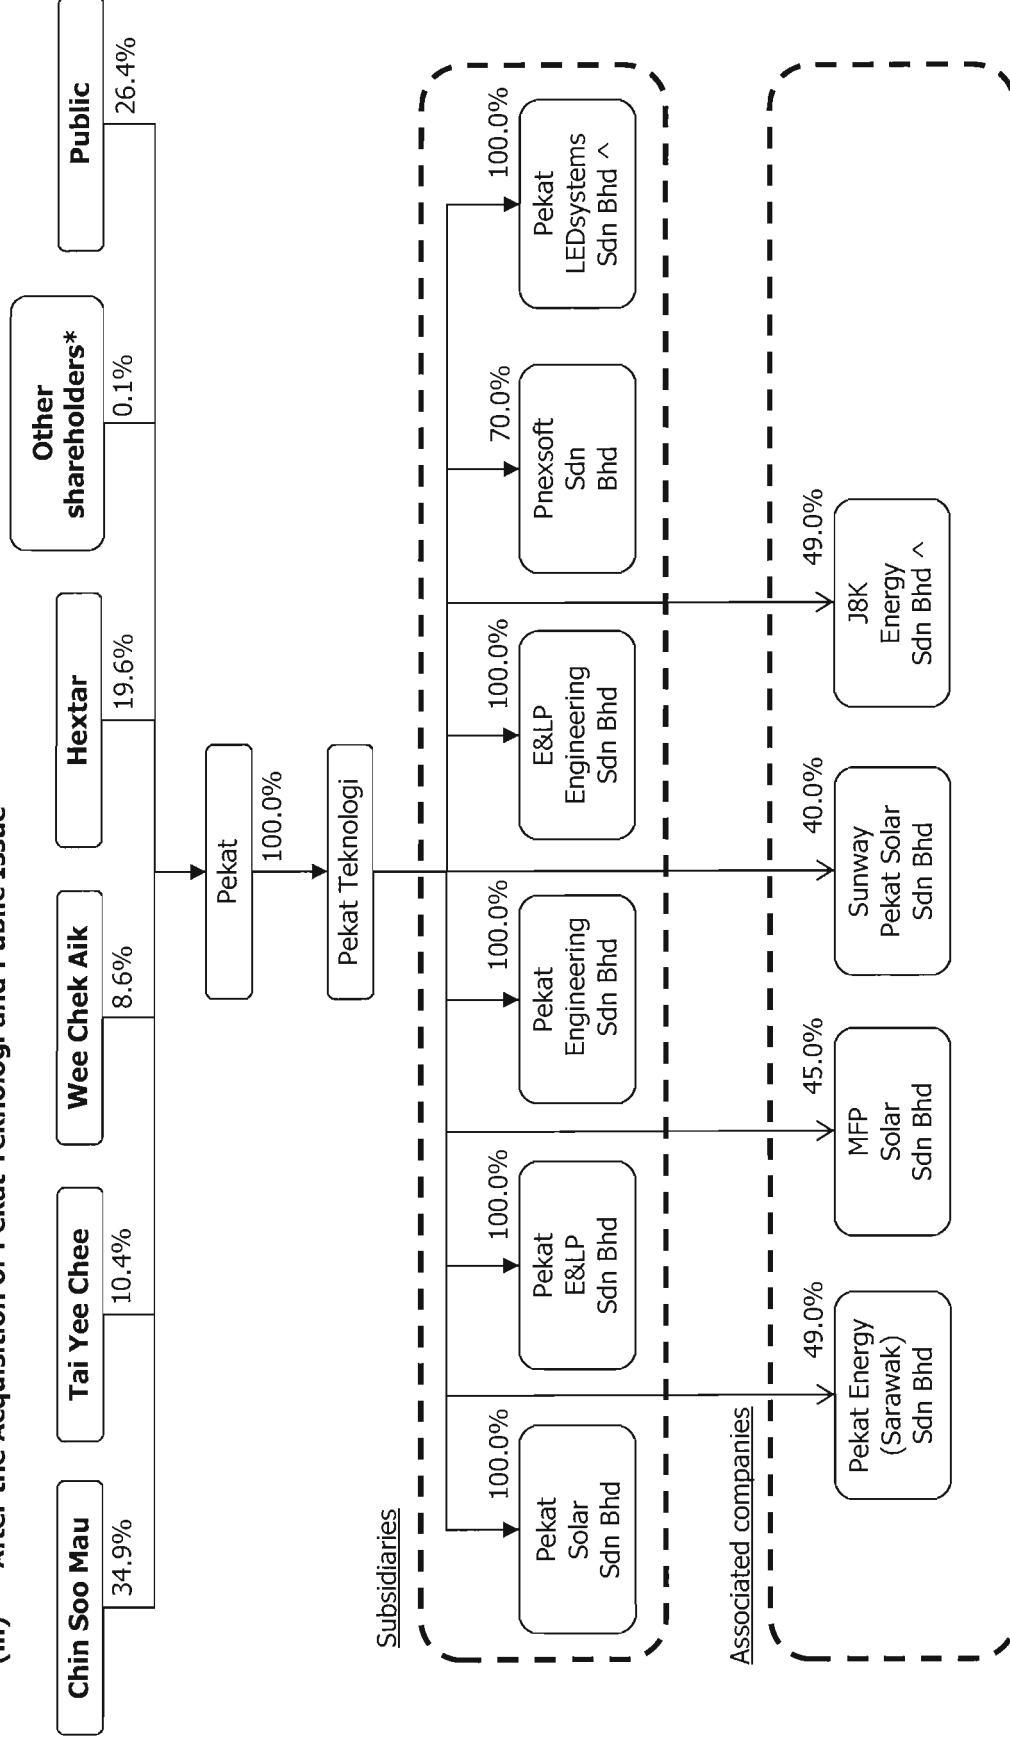 (iii) After the Acquisition of Pekat Teknologi and Public Issue
Chin Soo Mau
34.9%
Tai Yee Chee
10.4%
Wee Chek Aik
8.6%
Hextar
19.6%
Other
shareholders*
0.1%
Public
26.4%
Pekat
100.0%
Pekat Teknologi
Subsidiaries
100.0%
Pekat
Solar
Sdn Bhd
100.0%
Pekat
E&LP
Sdn Bhd
100.0%
Pekat
Engineering
Sdn Bhd
100.0%
E&LP
Engineering
Sdn Bhd
70.0%
Pnexsoft
Sdn
Bhd
100.0%
Pekat
LEDsystems
Sdn Bhd ^
Associated companies
49.0%
Pekat Energy
(Sarawak)
Sdn Bhd
45.0%
MFP
Solar
Sdn Bhd
40.0%
Sunway
Pekat Solar
Sdn Bhd
49.0%
J8K
Energy
Sdn Bhd ^